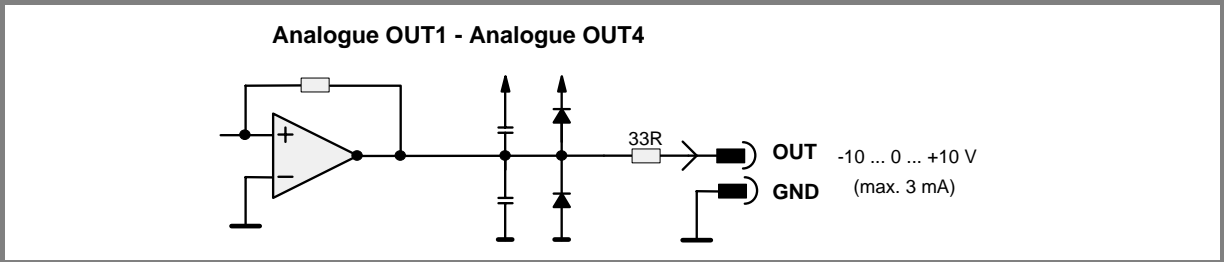 Analogue OUT1 - Analogue OUT4
+
−
33R
OUT -10 ... 0 ... +10 V
GND (max. 3 mA)